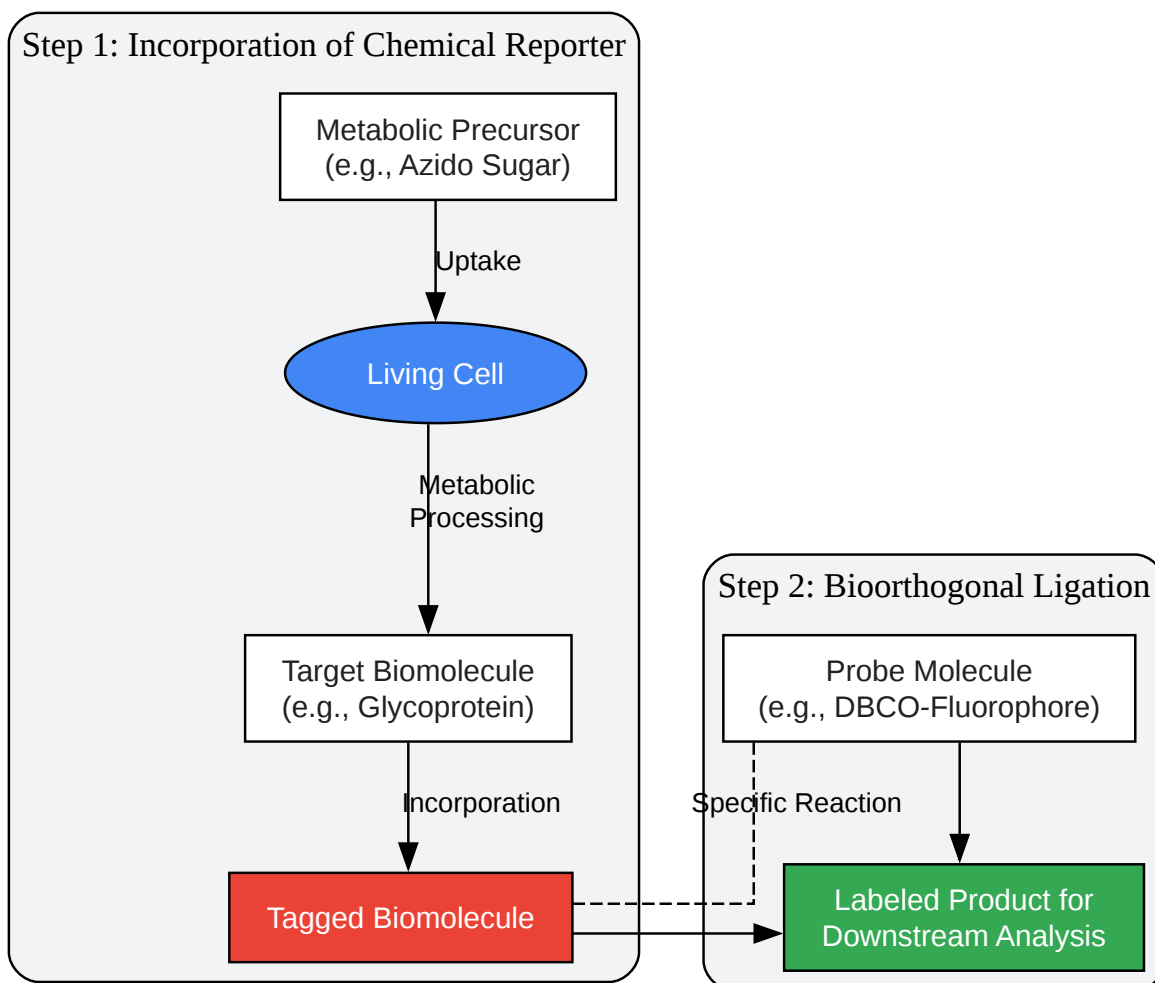 Step 1: Incorporation of Chemical Reporter
Metabolic Precursor
(e.g., Azido Sugar)
Uptake
Living Cell
Metabolic
Processing
Target Biomolecule
(e.g., Glycoprotein)
Incorporation
Tagged Biomolecule
Step 2: Bioorthogonal Ligation
Probe Molecule
(e.g., DBCO-Fluorophore)
Specific Reaction
Labeled Product for
Downstream Analysis